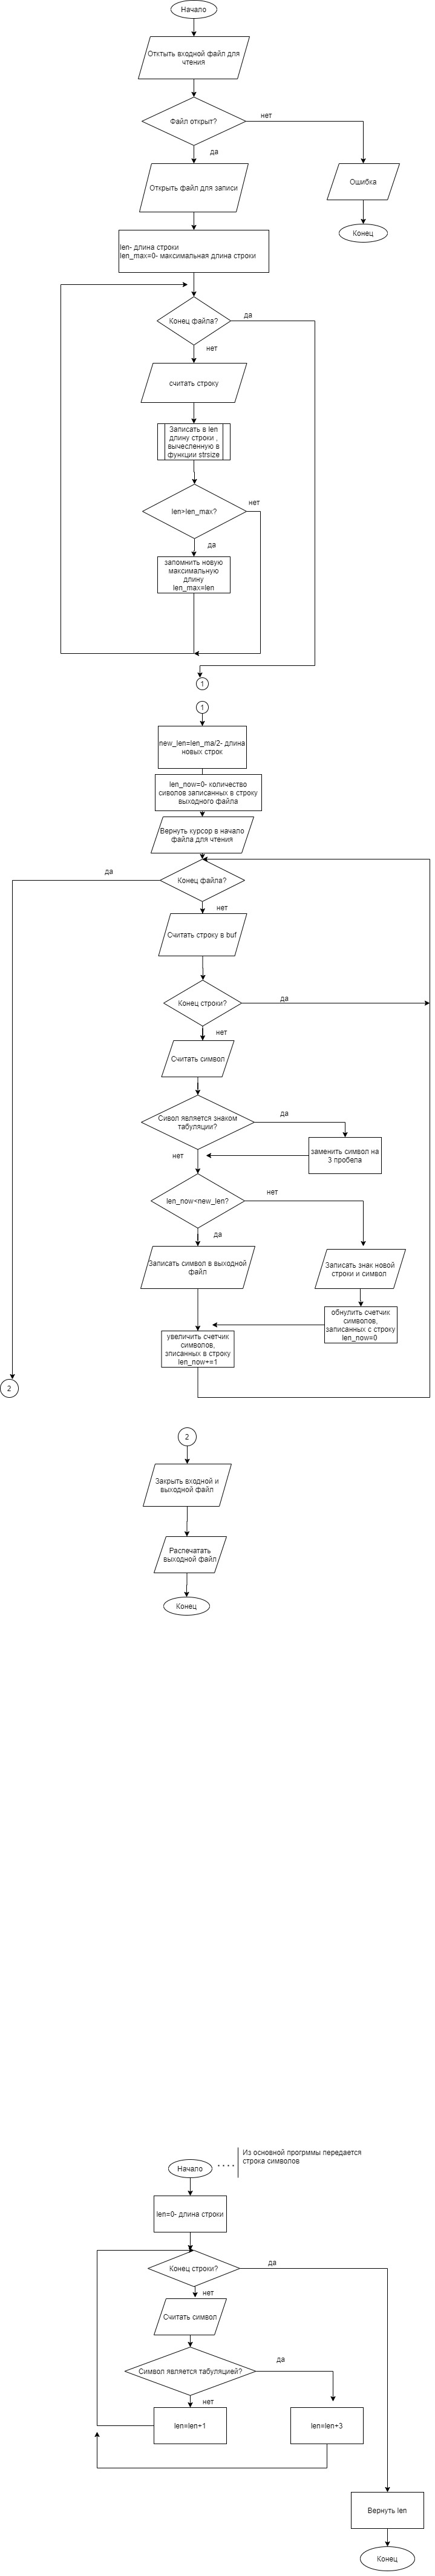 Начало
Отктыть входной файл для
чтения
Файл открыт?
нет
да
Открыть файл для записи
Ошибка
Конец
len- длина строки
len_max=0- максимальная длина строки
Конец файла?
да
нет
считать строку
Записать в len
длину строки ,
вычесленную в
функции strsize
len>len_max?
нет
да
запомнить новую
максимальную
длину
len_max=len
1
1
new_len=len_ma/2- длина
новых строк
len_now=0- количество
сиволов записанных в строку
выходного файла
Вернуть курсор в начало
файла для чтения
Конец файла?
да
нет
Считать строку в buf
Конец строки?
да
нет
Считать символ
Сивол является знаком
табуляции?
да
нет
заменить символ на
3 пробела
len_now<new_len?
нет
да
Записать символ в выходной
файл
Записать знак новой
строки и символ
обнулить счетчик
символов,
записанных с строку
len_now=0
увеличить счетчик
символов,
зписанных в строку
len_now+=1
2
2
Закрыть входной и
выходной файл
Распечатать
выходной файл
Конец
Из основной прогрммы передается
строка символов
Начало
len=0- длина строки
Конец строки?
да
нет
Считать символ
Символ является табуляцией?
да
нет
len=len+1
len=len+3
Вернуть len
Конец